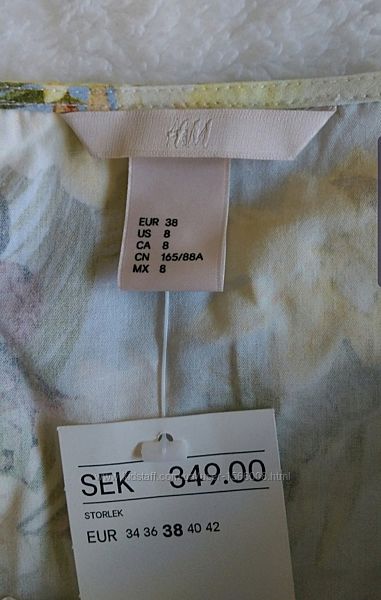 H&M
EUR 38
US 8
CA 8
CN 165/88A
MX 8
SEK 349.00
STORLEK
EUR 34 36 38 40 42